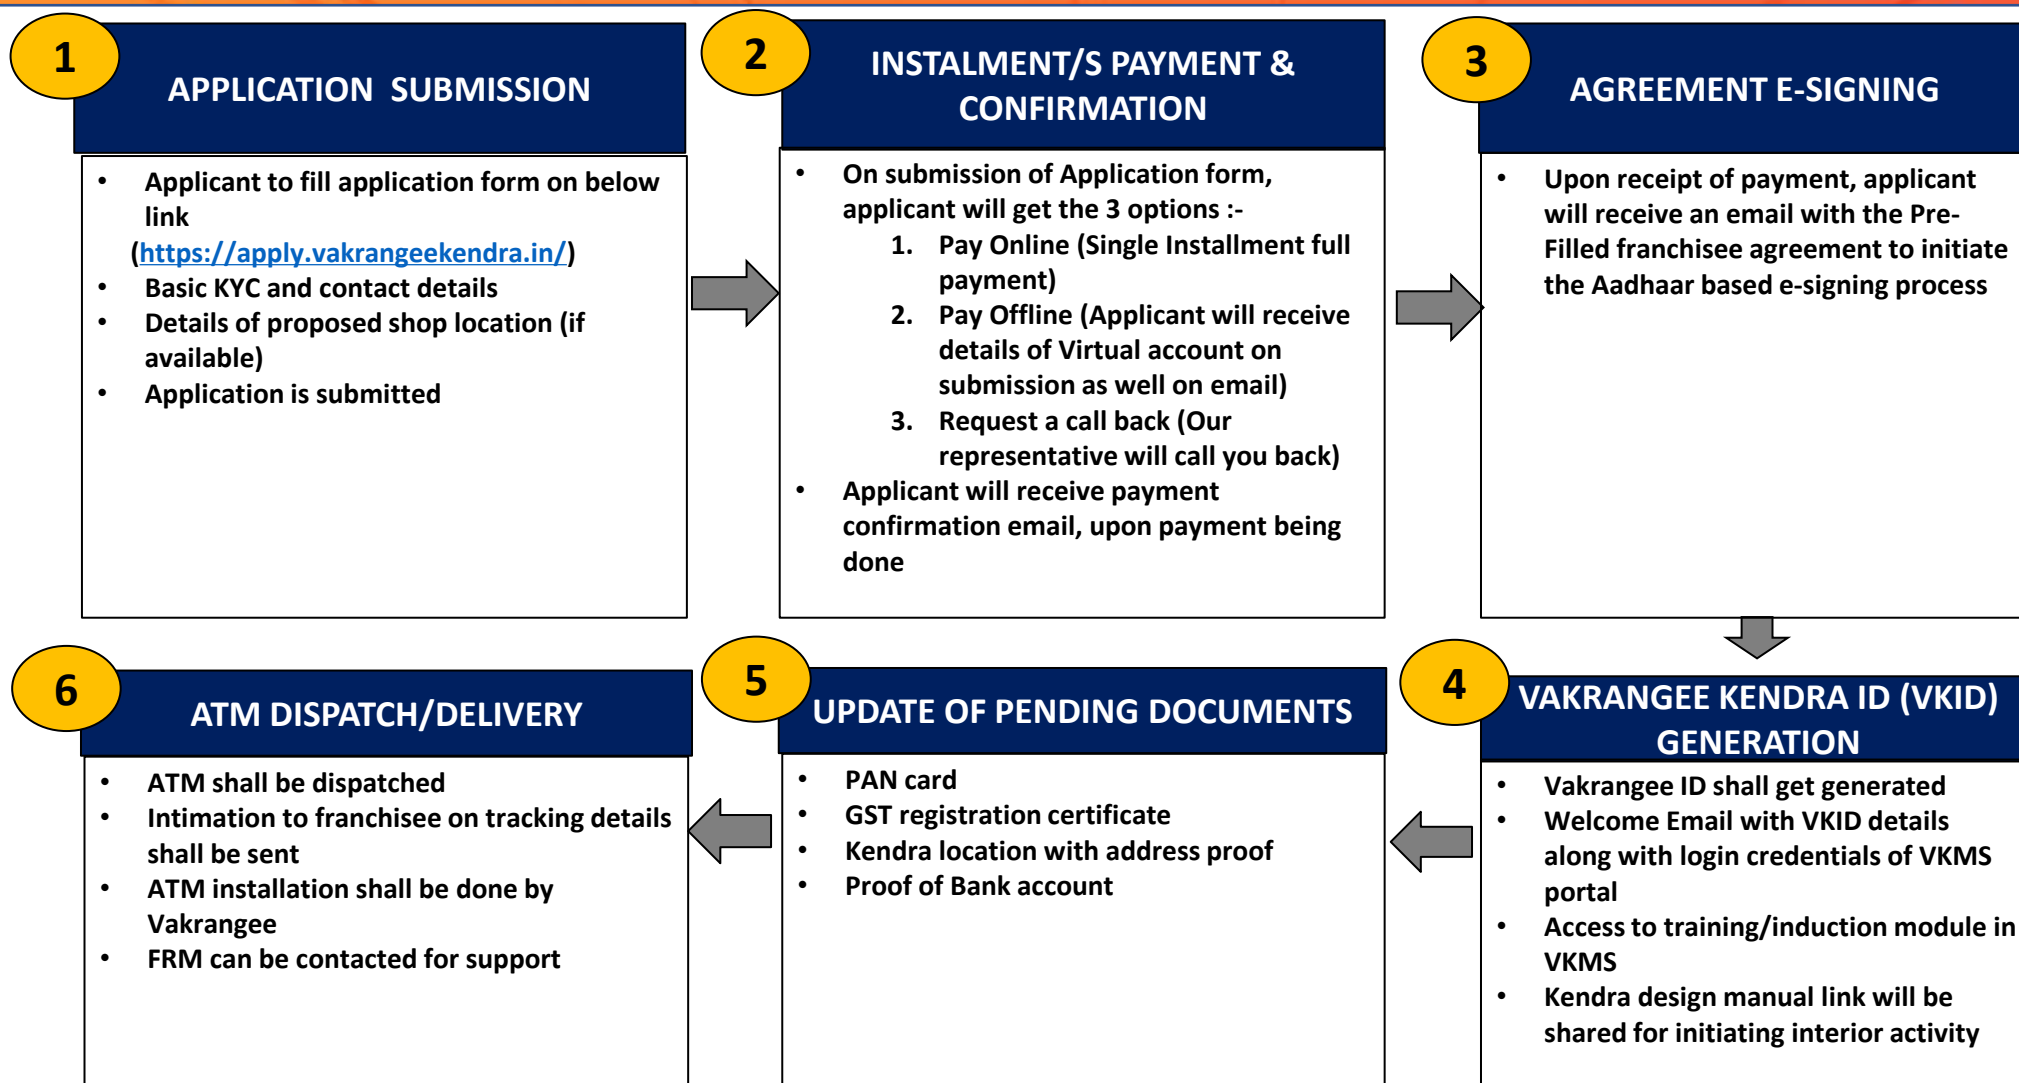 1
APPLICATION SUBMISSION
• Applicant to fill application form on below
link
(https://apply.vakrangeekendra.in/)
• Basic KYC and contact details
• Details of proposed shop location (if
available)
• Application is submitted
2
INSTALMENT/S PAYMENT &
CONFIRMATION
• On submission of Application form,
applicant will get the 3 options :-
1. Pay Online (Single Installment full
payment)
2. Pay Offline (Applicant will receive
details of Virtual account on
submission as well on email)
3. Request a call back (Our
representative will call you back)
• Applicant will receive payment
confirmation email, upon payment being
done
3
AGREEMENT E-SIGNING
• Upon receipt of payment, applicant
will receive an email with the Pre-
Filled franchisee agreement to initiate
the Aadhaar based e-signing process
4
VAKRANGEE KENDRA ID (VKID)
GENERATION
• Vakrangee ID shall get generated
• Welcome Email with VKID details
along with login credentials of VKMS
portal
• Access to training/induction module in
VKMS
• Kendra design manual link will be
shared for initiating interior activity
5
UPDATE OF PENDING DOCUMENTS
• PAN card
• GST registration certificate
• Kendra location with address proof
• Proof of Bank account
6
ATM DISPATCH/DELIVERY
• ATM shall be dispatched
• Intimation to franchisee on tracking details
shall be sent
• ATM installation shall be done by
Vakrangee
• FRM can be contacted for support